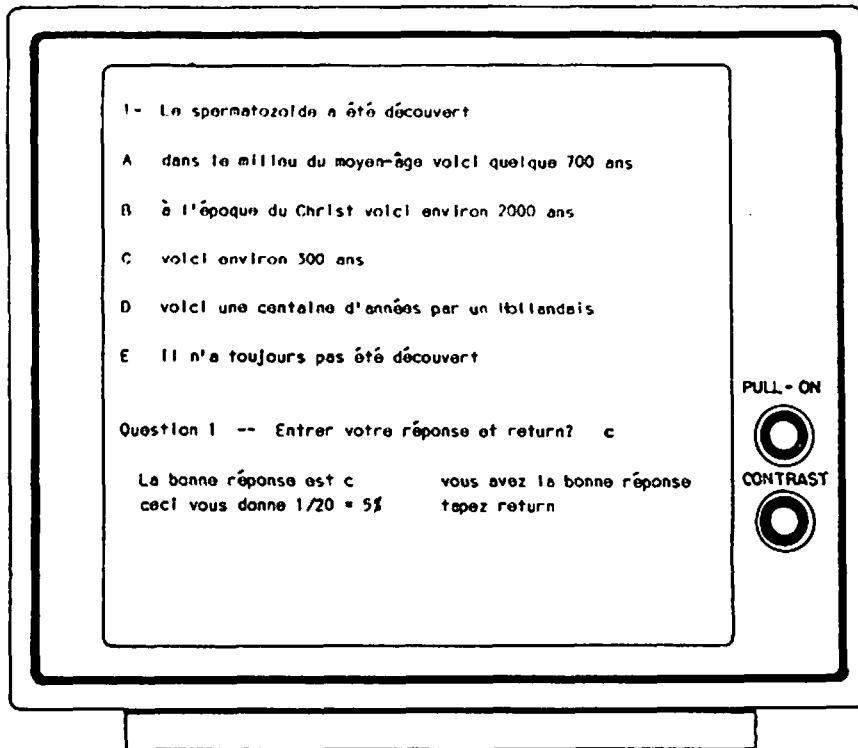 1- Le spermatozoïde a été découvert
A dans le milieu du moyen-âge voici quelque 700 ans
B à l'époque du Christ voici environ 2000 ans
C voici environ 300 ans
D voici une centaine d'années par un Hollandais
E Il n'a toujours pas été découvert
PULL-ON
Question 1 -- Entrer votre réponse et return? c
La bonne réponse est c vous avez la bonne réponse
CONTRAST
ceci vous donne 1/20 = 5% tapez return